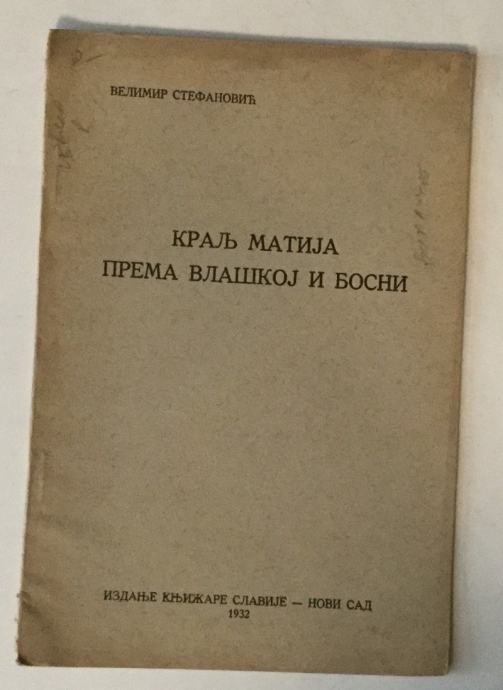 ВЕЛИМИР СТЕФАНОВИЋ
КРАЉ МАТИЈА
ПРЕМА ВЛАШКОЈ И БОСНИ
ИЗДАЊЕ КЊИЖАРЕ СЛАВИЈЕ — НОВИ САД
1932